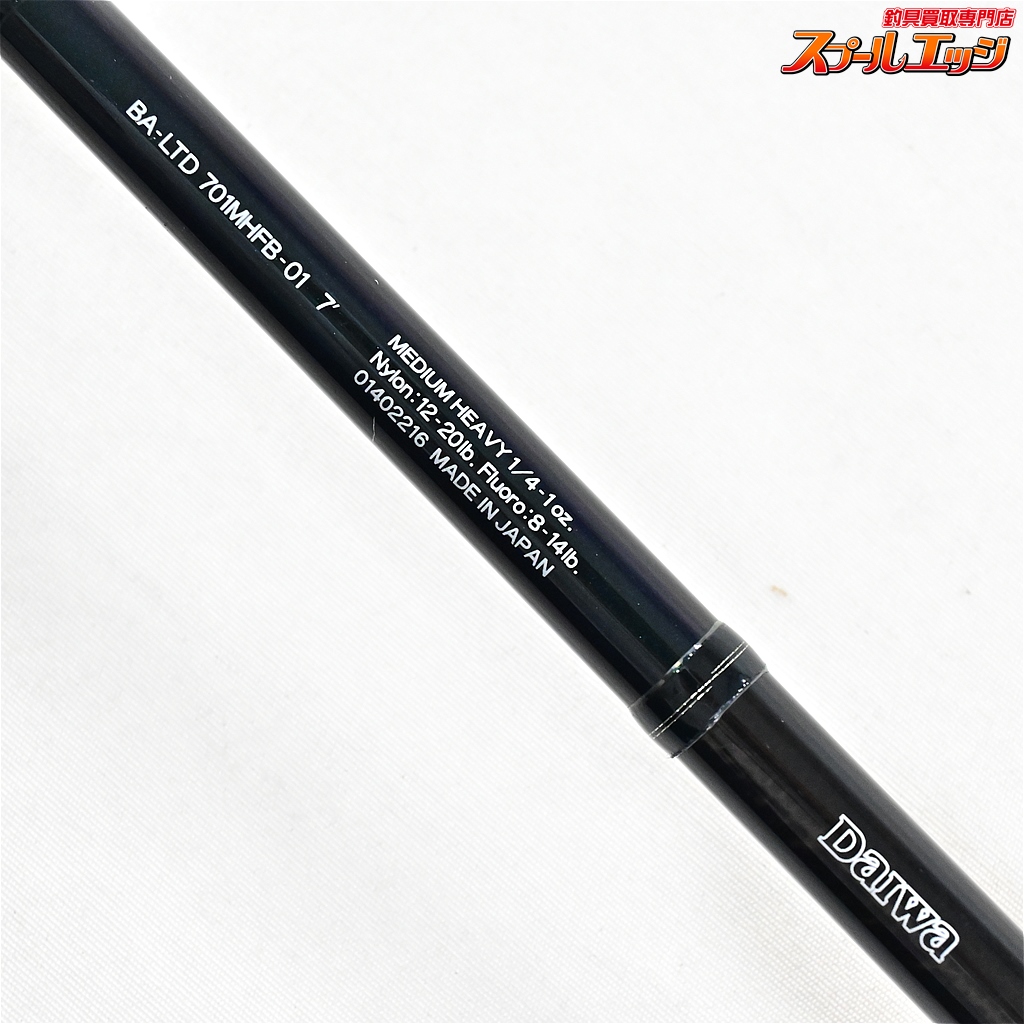 釣具買取専門店
スプールエッジ
BA-LTD 701MHFB-01 7'
MEDIUM HEAVY 1/4-1oz.
Nylon:12-20lb. Fluoro:8-14lb.
01402216 MADE IN JAPAN
Daiwa